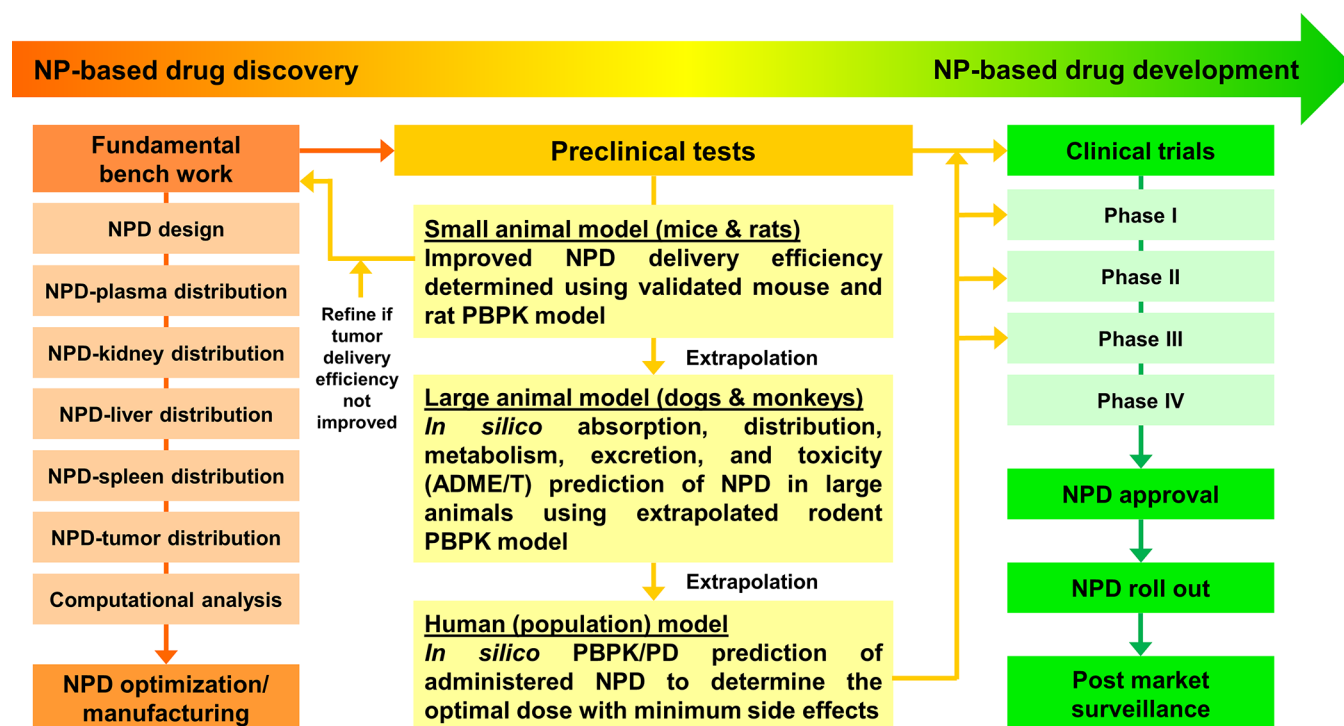 NP-based drug discovery
NP-based drug development
Fundamental
bench work
NPD design
NPD-plasma distribution
NPD-kidney distribution
NPD-liver distribution
NPD-spleen distribution
NPD-tumor distribution
Computational analysis
NPD optimization/
manufacturing
Refine if
tumor
delivery
efficiency
not
improved
Preclinical tests
Small animal model (mice & rats)
Improved NPD delivery efficiency
determined using validated mouse and
rat PBPK model
Extrapolation
Large animal model (dogs & monkeys)
In silico absorption, distribution,
metabolism, excretion, and toxicity
(ADME/T) prediction of NPD in large
animals using extrapolated rodent
PBPK model
Extrapolation
Human (population) model
In silico PBPK/PD prediction of
administered NPD to determine the
optimal dose with minimum side effects
Clinical trials
Phase I
Phase II
Phase III
Phase IV
NPD approval
NPD roll out
Post market
surveillance